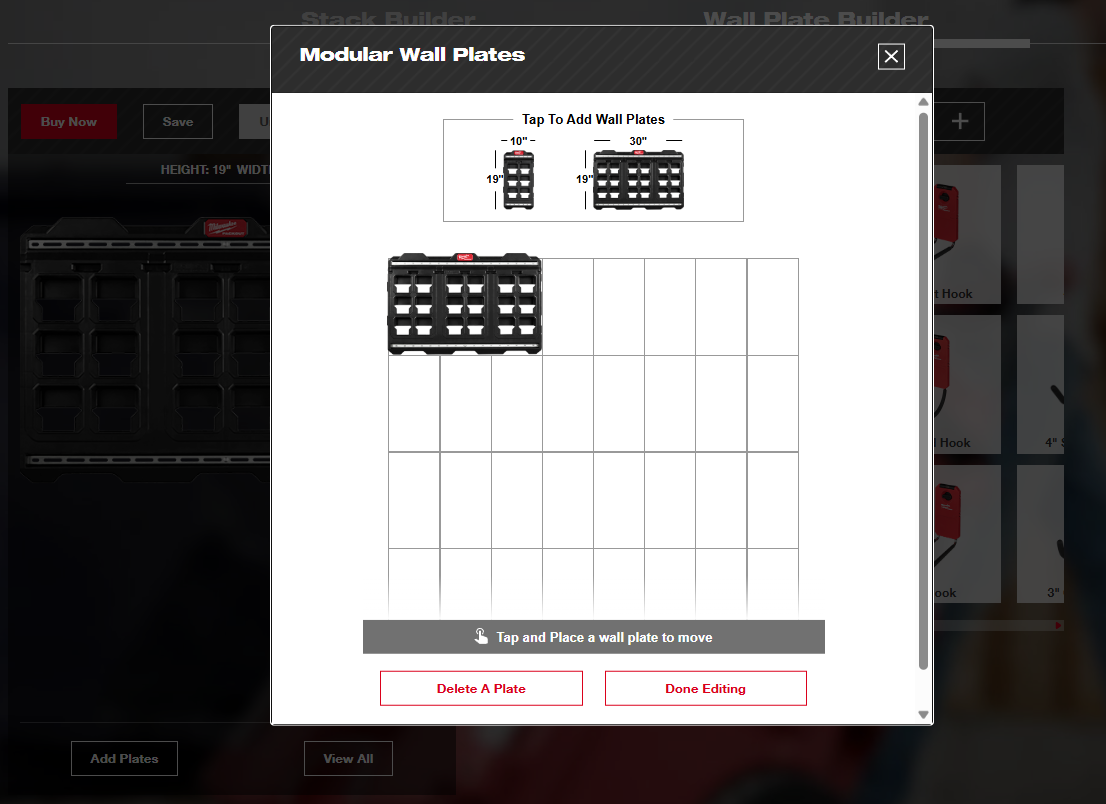 Stack Builder
Wall Plate Builder
Modular Wall Plates
Buy Now
Save
U
+
HEIGHT: 19" WIDTH
Tap To Add Wall Plates
10"
30"
19"
19"
Milwaukee
t Hook
l Hook
4" S
ook
3"
Tap and Place a wall plate to move
Delete A Plate
Done Editing
Add Plates
View All